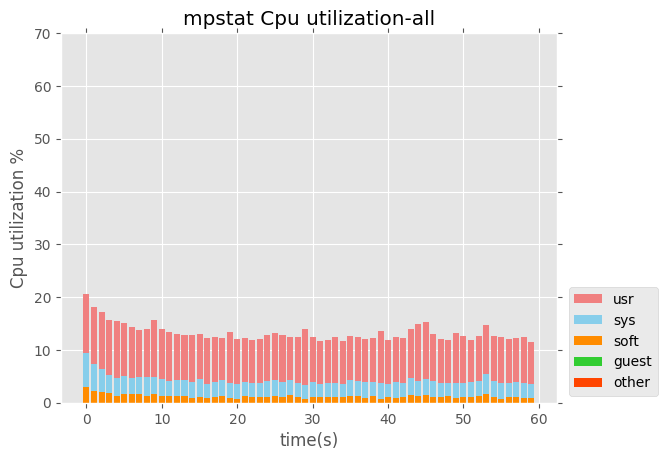 mpstat Cpu utilization-all
70
60
50
40
30
20
10
0
Cpu utilization %
0 10 20 30 40 50 60
time(s)
usr
sys
soft
guest
other